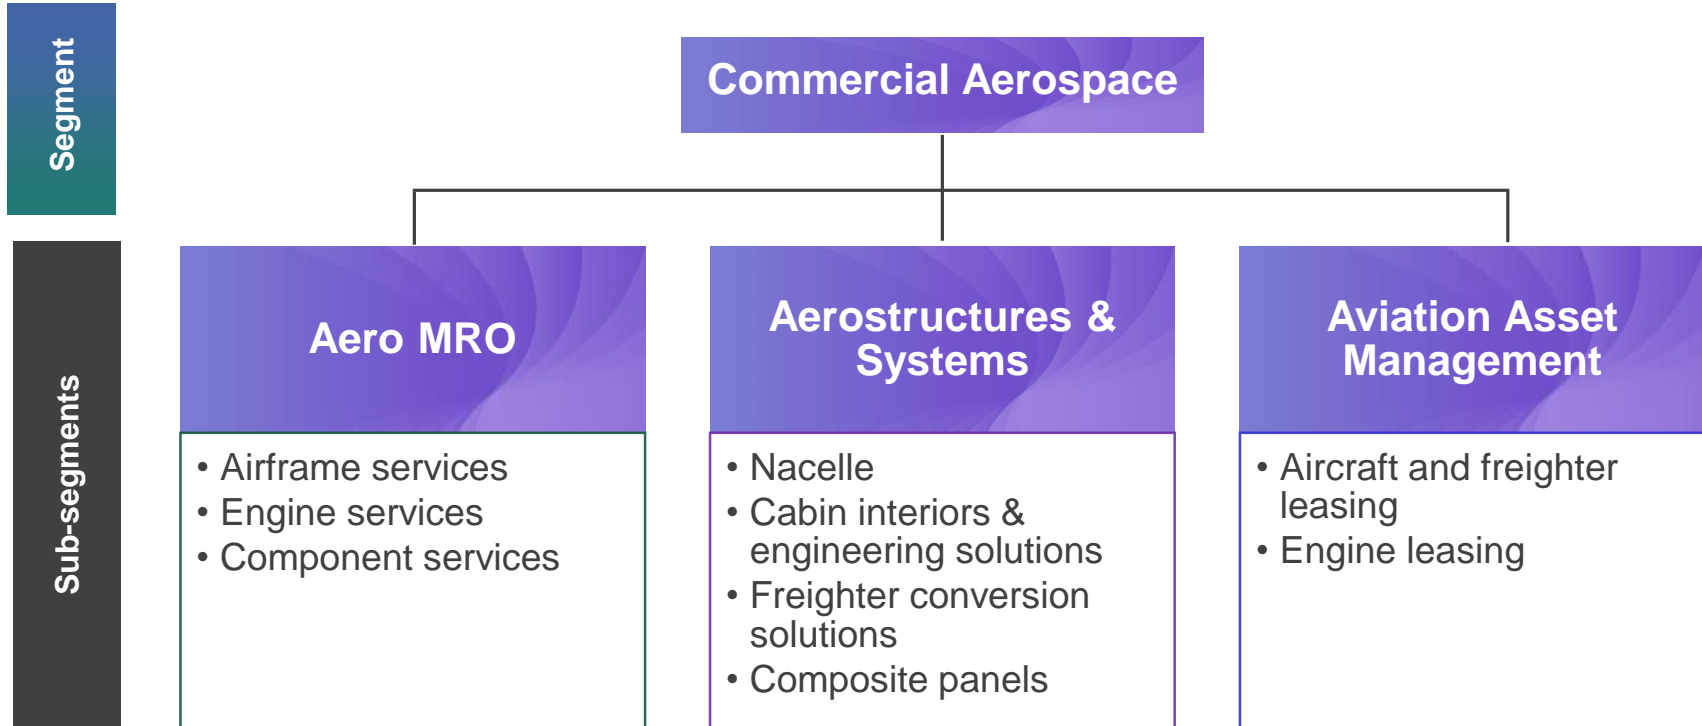 Segment
Commercial Aerospace
Sub-segments
Aero MRO
• Airframe services
• Engine services
• Component services
Aerostructures &
Systems
• Nacelle
• Cabin interiors &
engineering solutions
• Freighter conversion
solutions
• Composite panels
Aviation Asset
Management
• Aircraft and freighter
leasing
• Engine leasing